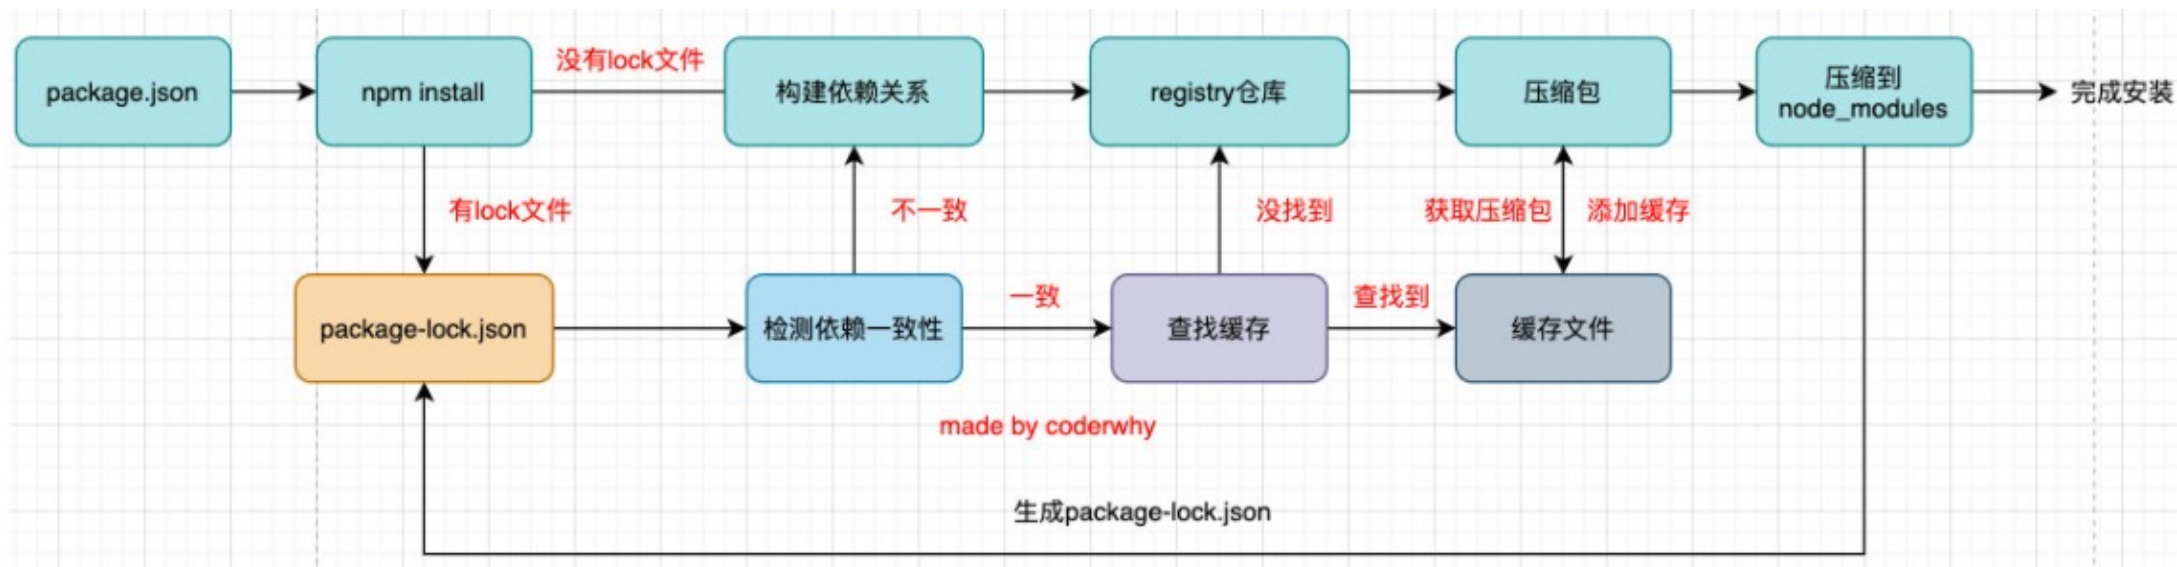 package.json
npm install
没有lock文件
构建依赖关系
registry仓库
压缩包
压缩到
node_modules
完成安装
有lock文件
不一致
没找到
获取压缩包
添加缓存
package-lock.json
检测依赖一致性
一致
查找缓存
查找到
缓存文件
made by coderwhy
生成package-lock.json